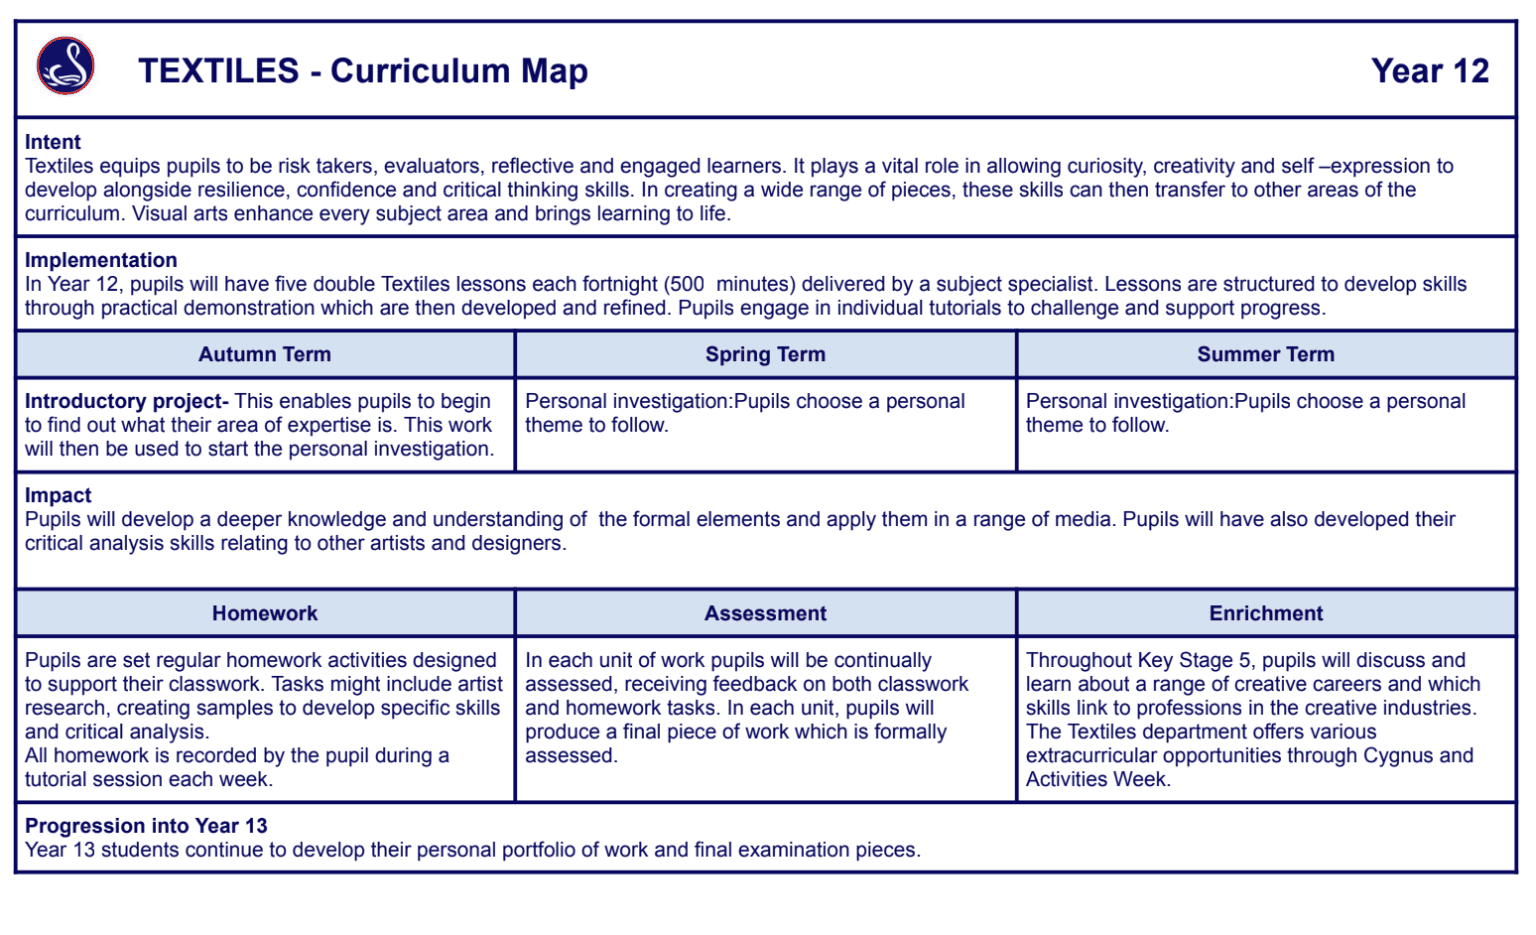 TEXTILES - Curriculum Map
Year 12
Intent
Textiles equips pupils to be risk takers, evaluators, reflective and engaged learners. It plays a vital role in allowing curiosity, creativity and self –expression to
develop alongside resilience, confidence and critical thinking skills. In creating a wide range of pieces, these skills can then transfer to other areas of the
curriculum. Visual arts enhance every subject area and brings learning to life.
Implementation
In Year 12, pupils will have five double Textiles lessons each fortnight (500  minutes) delivered by a subject specialist. Lessons are structured to develop skills
through practical demonstration which are then developed and refined. Pupils engage in individual tutorials to challenge and support progress.
Autumn Term
Spring Term
Summer Term
Introductory project- This enables pupils to begin
to find out what their area of expertise is. This work
will then be used to start the personal investigation.
Personal investigation:Pupils choose a personal
theme to follow.
Personal investigation:Pupils choose a personal
theme to follow.
Impact
Pupils will develop a deeper knowledge and understanding of  the formal elements and apply them in a range of media. Pupils will have also developed their
critical analysis skills relating to other artists and designers.
Homework
Assessment
Enrichment
Pupils are set regular homework activities designed
to support their classwork. Tasks might include artist
research, creating samples to develop specific skills
and critical analysis.
All homework is recorded by the pupil during a
tutorial session each week.
In each unit of work pupils will be continually
assessed, receiving feedback on both classwork
and homework tasks. In each unit, pupils will
produce a final piece of work which is formally
assessed.
Throughout Key Stage 5, pupils will discuss and
learn about a range of creative careers and which
skills link to professions in the creative industries.
The Textiles department offers various
extracurricular opportunities through Cygnus and
Activities Week.
Progression into Year 13
Year 13 students continue to develop their personal portfolio of work and final examination pieces.